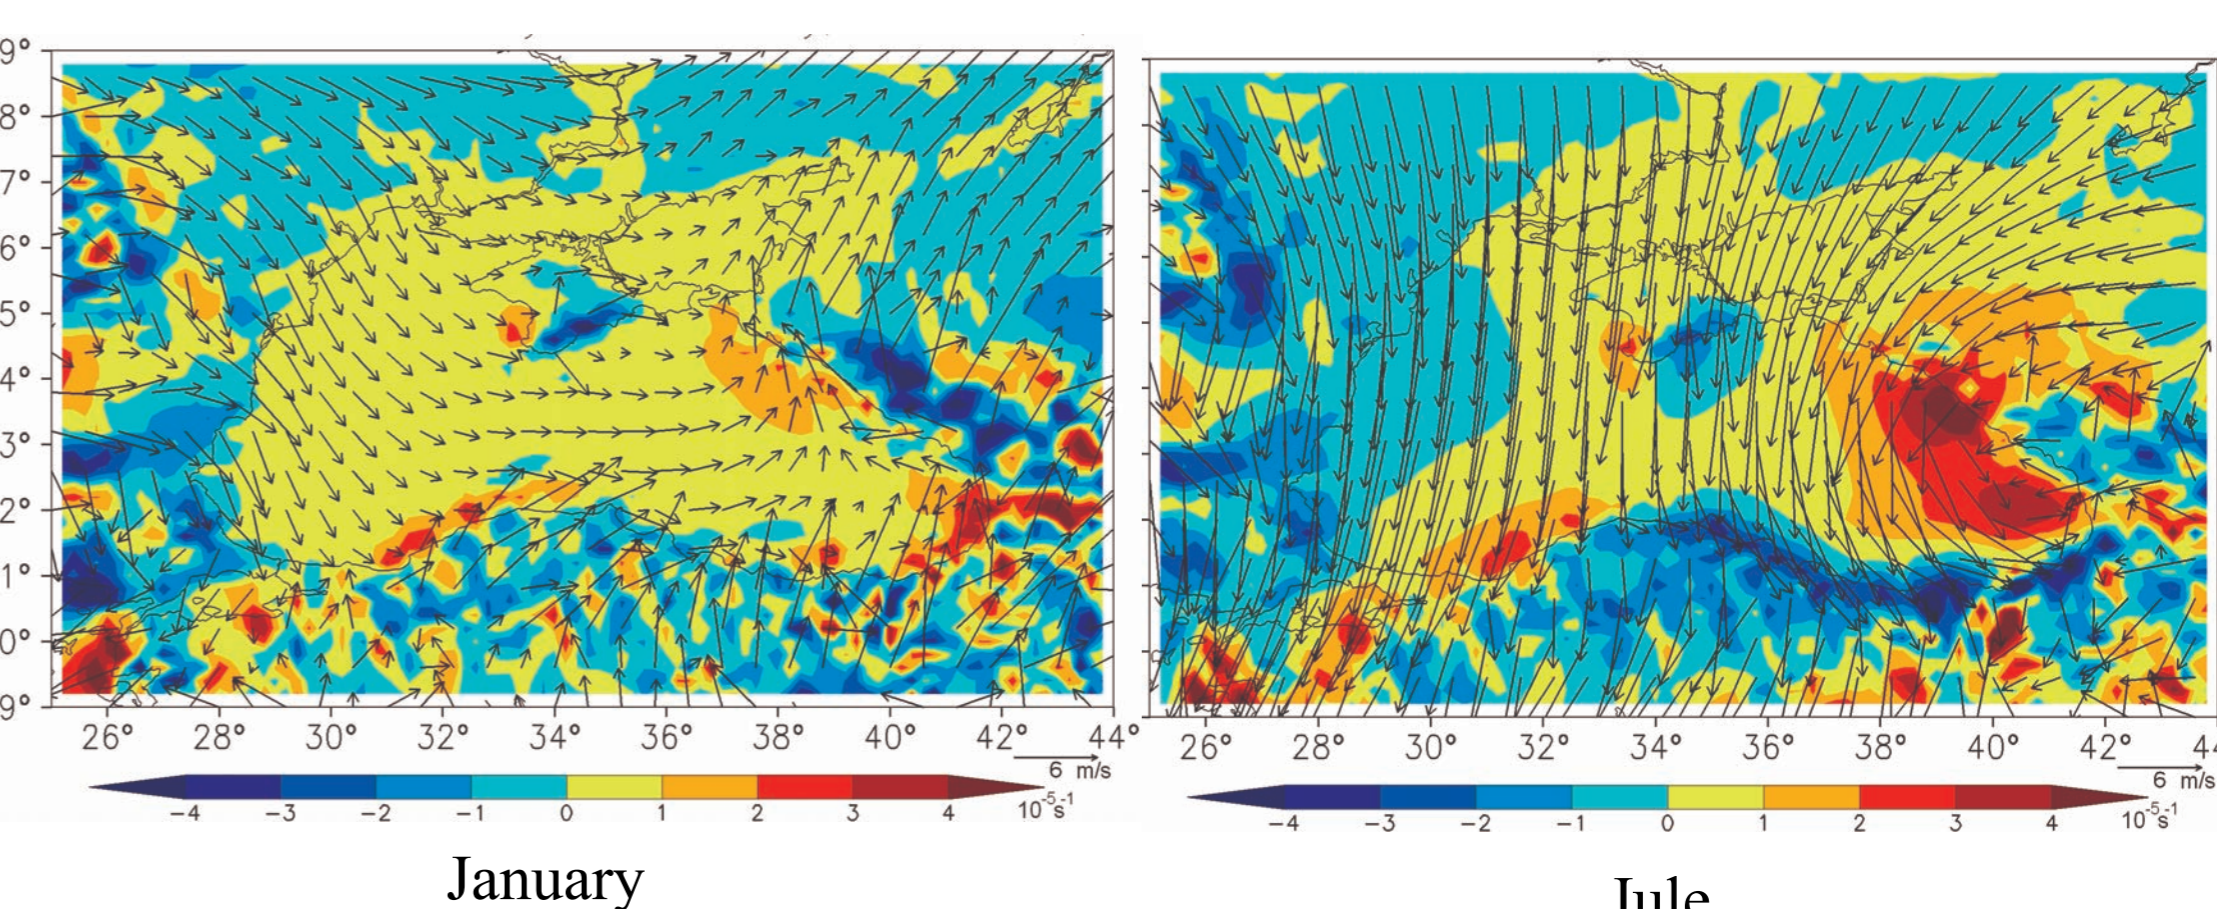 9°
8°
7°
6°
5°
4°
3°
2°
1°
0°
9°
26° 28° 30° 32° 34° 36° 38° 40° 42° 44°
6 m/s
−4 −3 −2 −1 0 1 2 3 4 10⁻⁵s⁻¹
January
26° 28° 30° 32° 34° 36° 38° 40° 42° 44
6 m/s
−4 −3 −2 −1 0 1 2 3 4 10⁻⁵s⁻¹
Jule